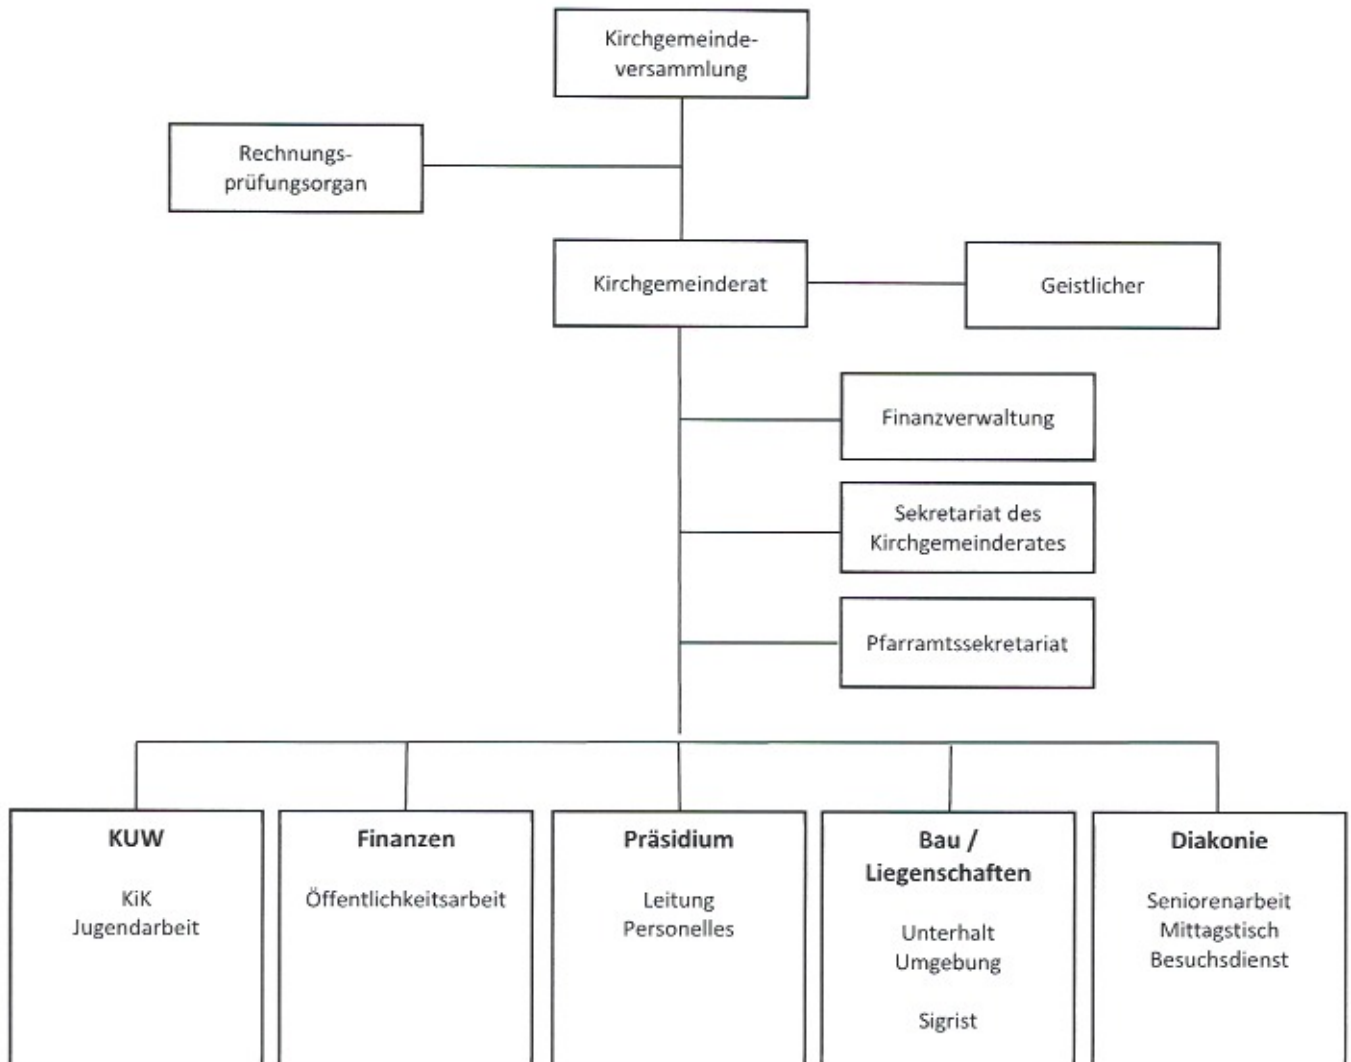 Kirchgemeinde-
versammlung
Rechnungs-
prüfungsorgan
Kirchgemeinderat
Geistlicher
Finanzverwaltung
Sekretariat des
Kirchgemeinderates
Pfarramtssekretariat
KUW
KiK
Jugendarbeit
Finanzen
Öffentlichkeitsarbeit
Präsidium
Leitung
Personelles
Bau /
Liegenschaften
Unterhalt
Umgebung
Sigrist
Diakonie
Seniorenarbeit
Mittagstisch
Besuchsdienst